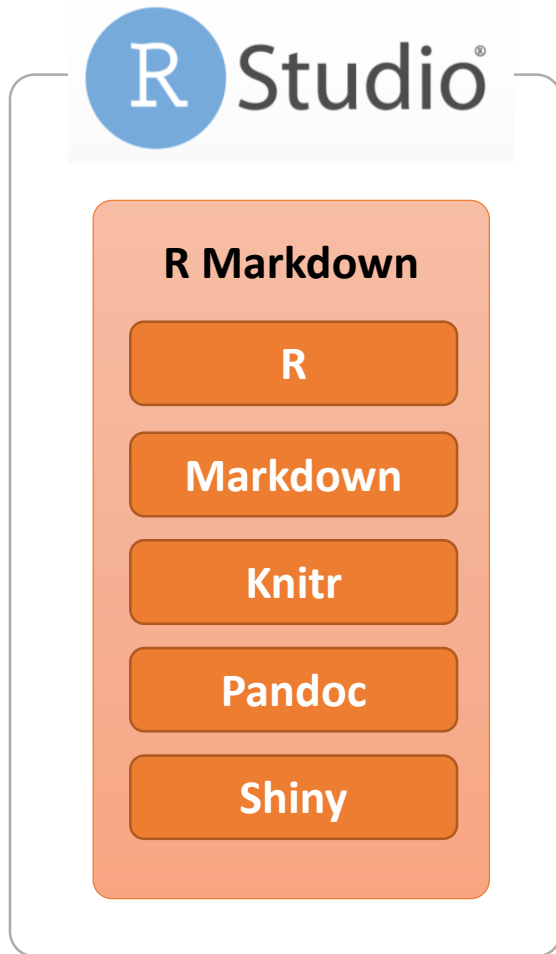 R Studio®
R Markdown
R
Markdown
Knitr
Pandoc
Shiny